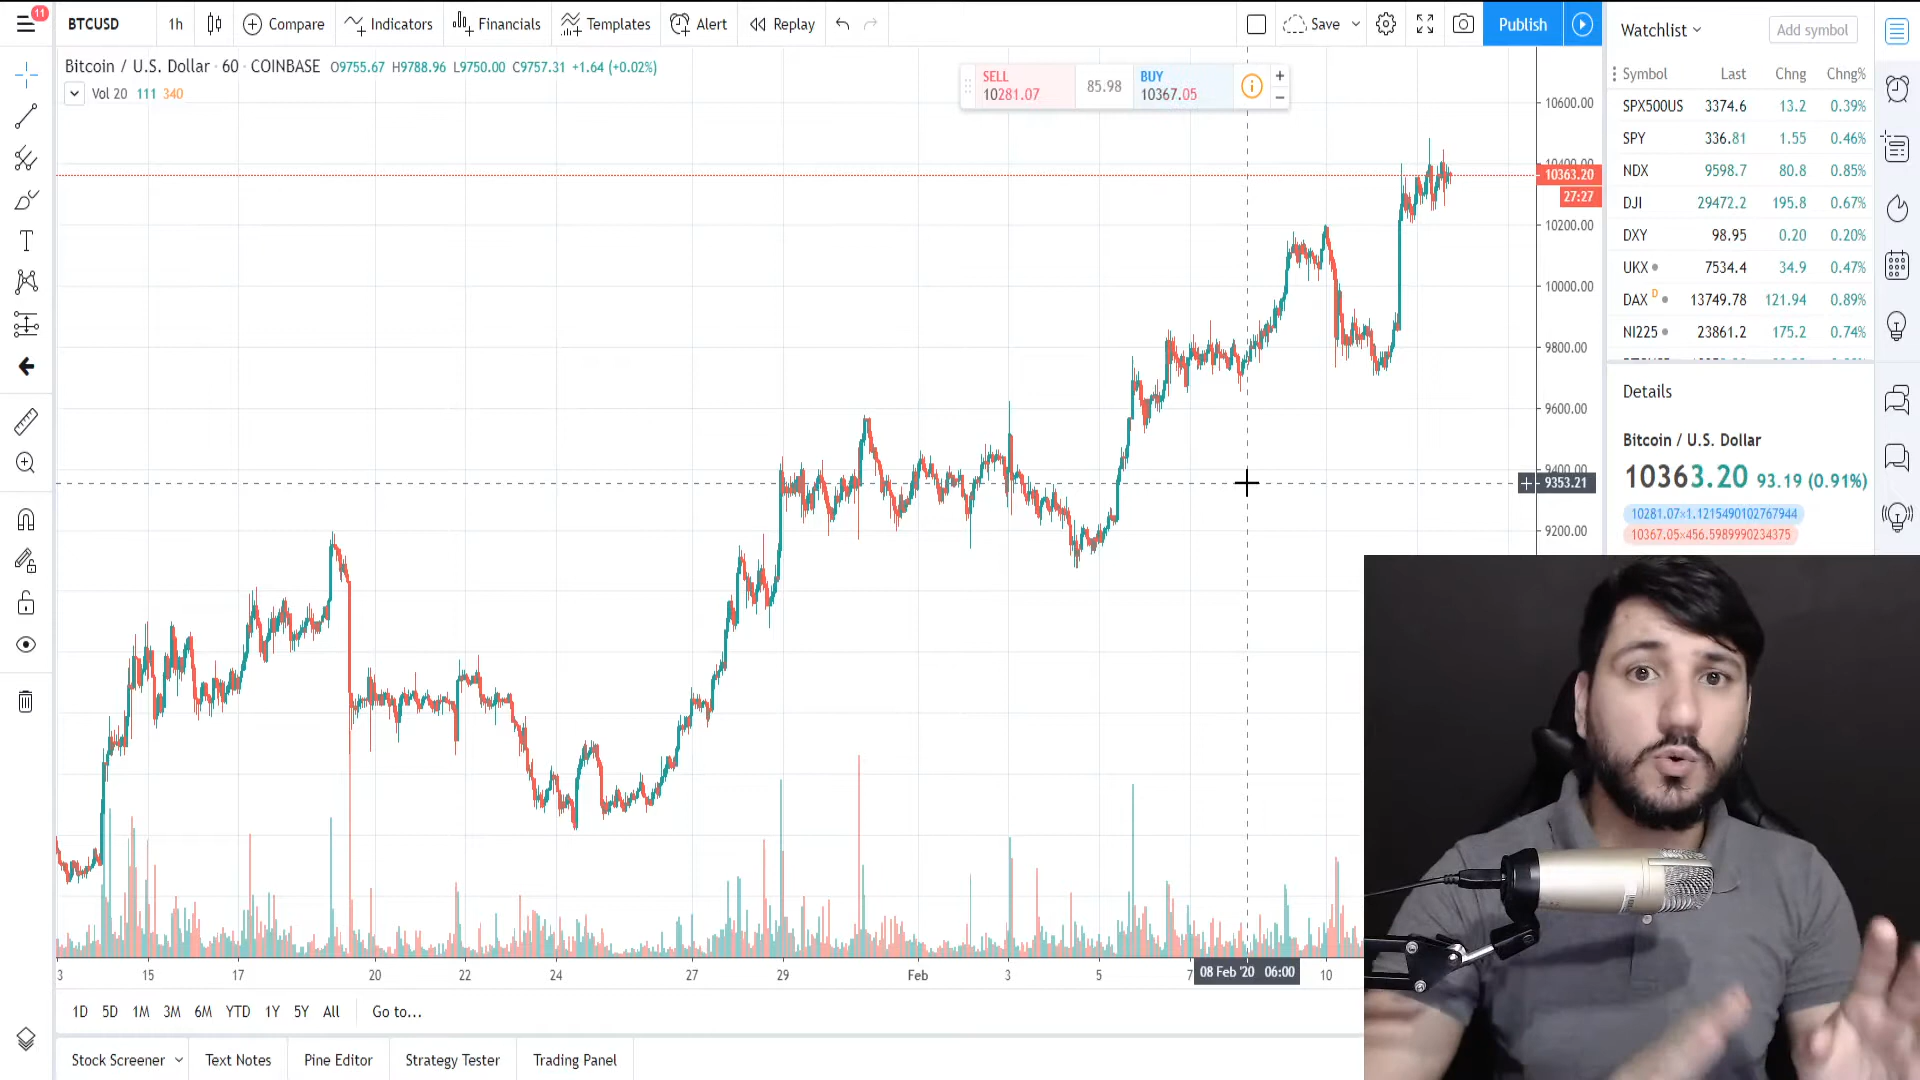 11
BTCUSD 1h Compare Indicators Financials Templates Alert Replay Save Publish
Bitcoin / U.S. Dollar · 60 · COINBASE O9755.67 H9788.96 L9750.00 C9757.31 +1.64 (+0.02%)
Vol 20 111 340
SELL
10281.07
85.98
BUY
10367.05
10600.00
10400.00
10363.20
27:27
10200.00
10000.00
9800.00
9600.00
9400.00
9353.21
9200.00
3 15 17 20 22 24 27 29 Feb 3 5 7 08 Feb '20 06:00 10
1D 5D 1M 3M 6M YTD 1Y 5Y All Go to...
Stock Screener Text Notes Pine Editor Strategy Tester Trading Panel
Watchlist Add symbol
Symbol Last Chng Chng%
SPX500US 3374.6 13.2 0.39%
SPY 336.81 1.55 0.46%
NDX 9598.7 80.8 0.85%
DJI 29472.2 195.8 0.67%
DXY 98.95 0.20 0.20%
UKX 7534.4 34.9 0.47%
DAX D 13749.78 121.94 0.89%
NI225 23861.2 175.2 0.74%
Details
Bitcoin / U.S. Dollar
10363.20 93.19 (0.91%)
10281.07×1.1215490102767944
10367.05×456.5989990234375